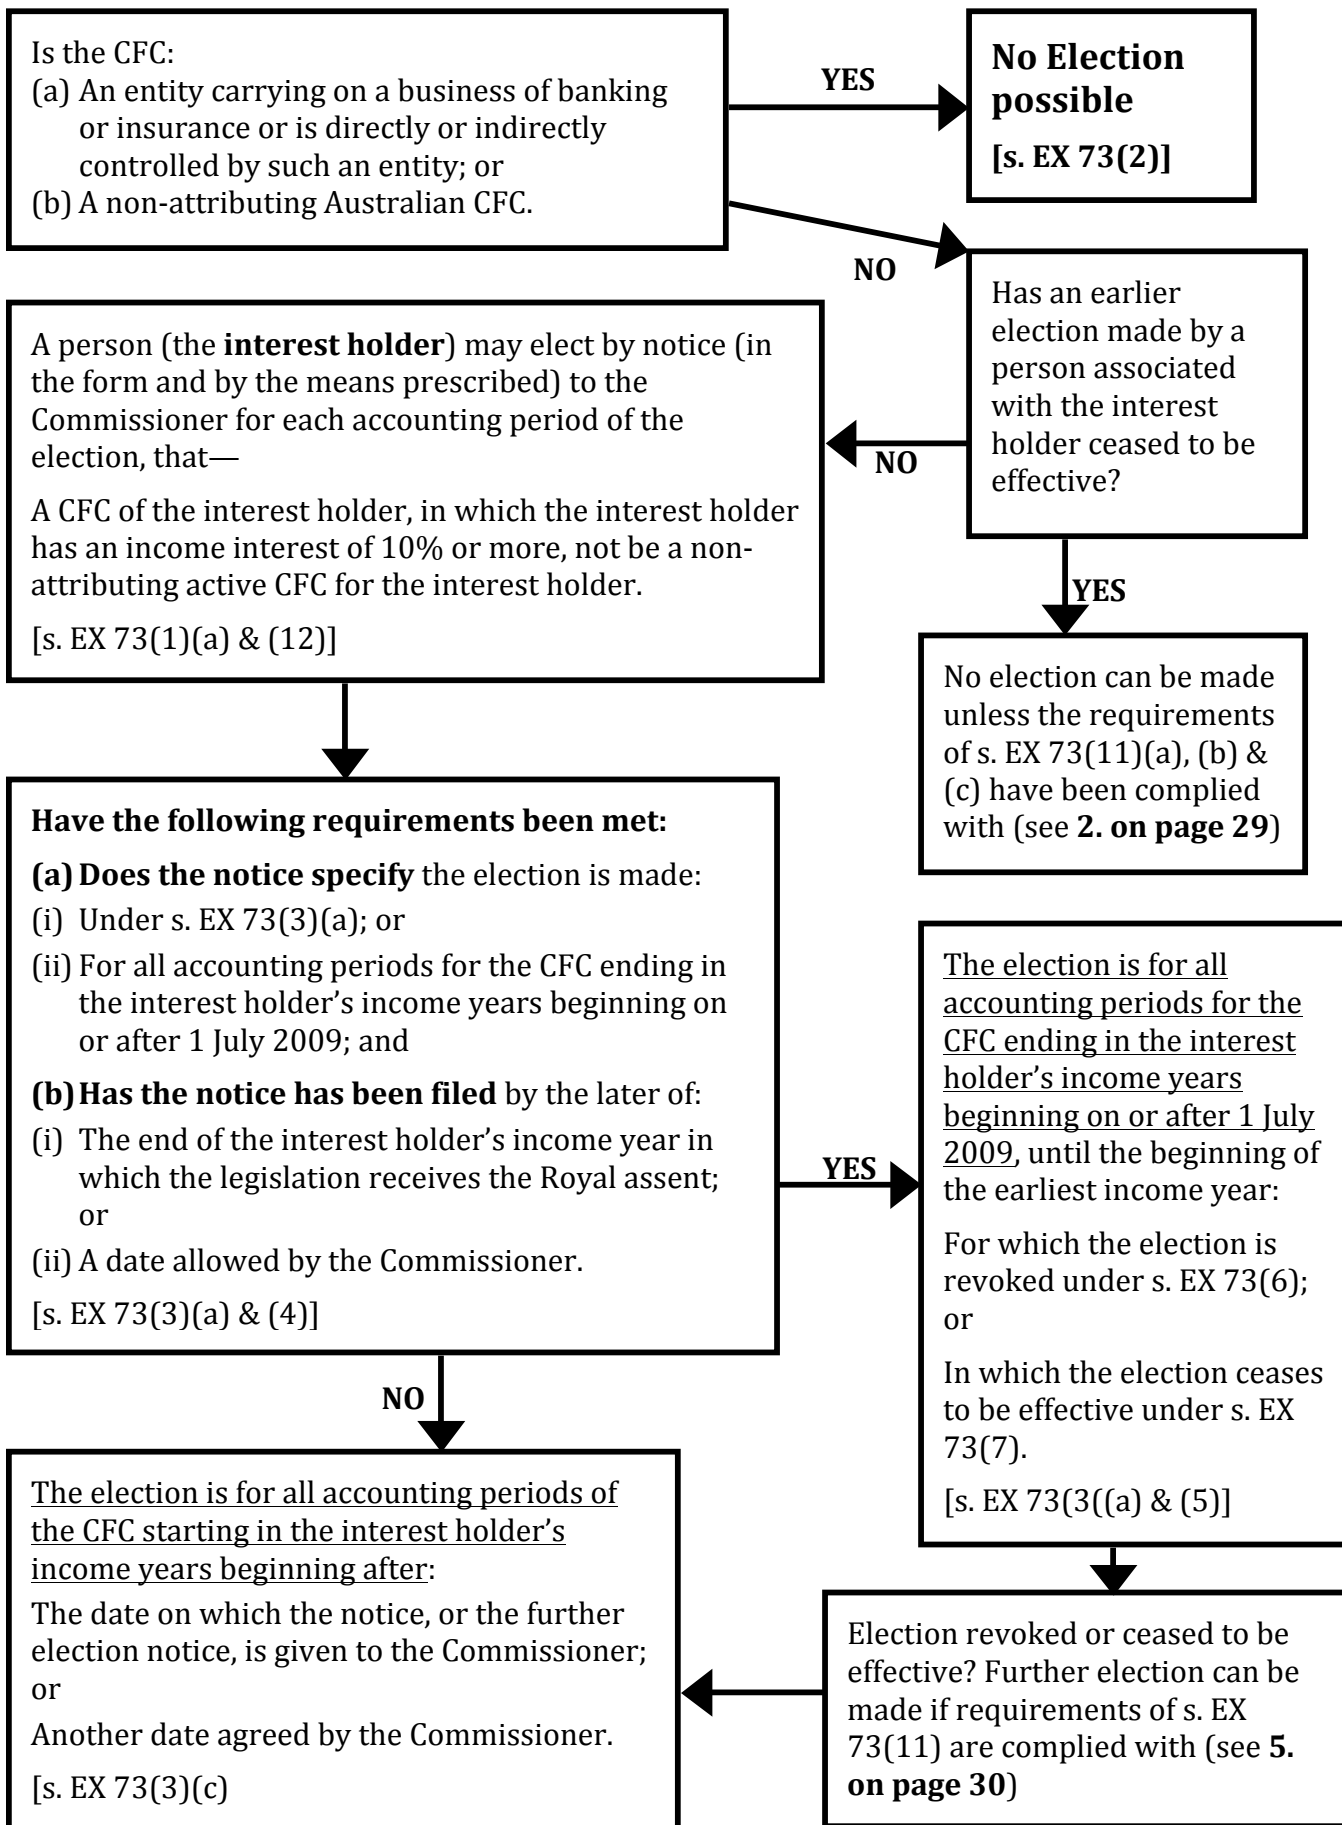 Is the CFC:
(a) An entity carrying on a business of banking
or insurance or is directly or indirectly
controlled by such an entity; or
(b) A non-attributing Australian CFC.
YES
No Election
possible
[s. EX 73(2)]
NO
Has an earlier
election made by a
person associated
with the interest
holder ceased to be
effective?
NO
A person (the interest holder) may elect by notice (in
the form and by the means prescribed) to the
Commissioner for each accounting period of the
election, that—
A CFC of the interest holder, in which the interest holder
has an income interest of 10% or more, not be a non-
attributing active CFC for the interest holder.
[s. EX 73(1)(a) & (12)]
YES
No election can be made
unless the requirements
of s. EX 73(11)(a), (b) &
(c) have been complied
with (see 2. on page 29)
Have the following requirements been met:
(a) Does the notice specify the election is made:
(i) Under s. EX 73(3)(a); or
(ii) For all accounting periods for the CFC ending in
the interest holder’s income years beginning on
or after 1 July 2009; and
(b) Has the notice has been filed by the later of:
(i) The end of the interest holder’s income year in
which the legislation receives the Royal assent;
or
(ii) A date allowed by the Commissioner.
[s. EX 73(3)(a) & (4)]
YES
The election is for all
accounting periods for the
CFC ending in the interest
holder’s income years
beginning on or after 1 July
2009, until the beginning of
the earliest income year:
For which the election is
revoked under s. EX 73(6);
or
In which the election ceases
to be effective under s. EX
73(7).
[s. EX 73(3((a) & (5)]
NO
The election is for all accounting periods of
the CFC starting in the interest holder’s
income years beginning after:
The date on which the notice, or the further
election notice, is given to the Commissioner;
or
Another date agreed by the Commissioner.
[s. EX 73(3)(c)
Election revoked or ceased to be
effective? Further election can be
made if requirements of s. EX
73(11) are complied with (see 5.
on page 30)